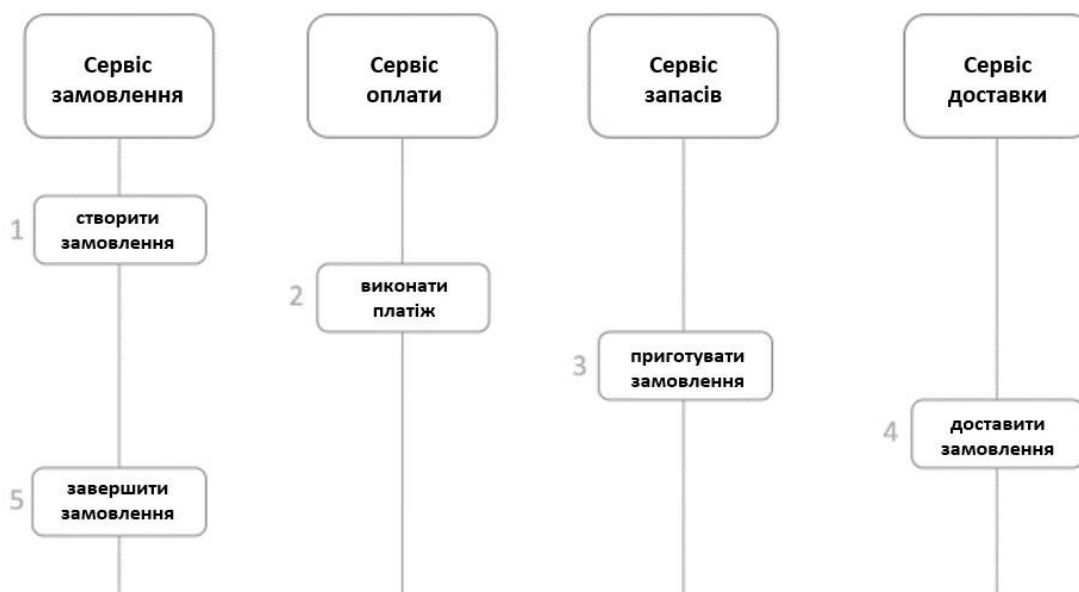 Сервіс
замовлення
Сервіс
оплати
Сервіс
запасів
Сервіс
доставки
1
створити
замовлення
2
виконати
платіж
3
приготувати
замовлення
4
доставити
замовлення
5
завершити
замовлення